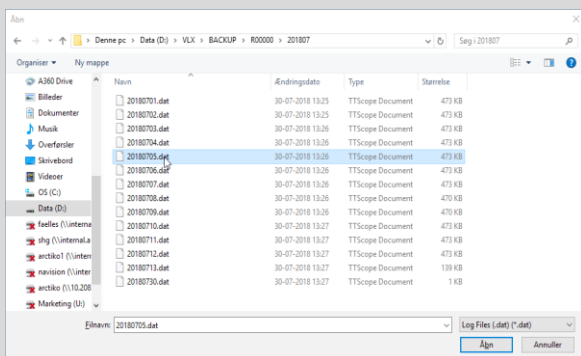 Åbn
Denne pc > Data (D:) > VLX > BACKUP > R00000 > 201807
Søg i 201807
Organiser
Ny mappe
Navn Ændringsdato Type Størrelse
A360 Drive
Billeder
Dokumenter
Musik
Overførsler
Skrivebord
Videoer
OS (C:)
Data (D:)
faelles (\\interna
shg (\\internal.a
arctiko1 (\\intern
navision (\\inter
arctiko (\\10.208
Marketing (U:)
20180701.dat 30-07-2018 13:25 TTScope Document 473 KB
20180702.dat 30-07-2018 13:25 TTScope Document 473 KB
20180703.dat 30-07-2018 13:26 TTScope Document 473 KB
20180704.dat 30-07-2018 13:26 TTScope Document 473 KB
20180705.dat 30-07-2018 13:26 TTScope Document 473 KB
20180706.dat 30-07-2018 13:26 TTScope Document 473 KB
20180707.dat 30-07-2018 13:26 TTScope Document 473 KB
20180708.dat 30-07-2018 13:26 TTScope Document 470 KB
20180709.dat 30-07-2018 13:26 TTScope Document 470 KB
20180710.dat 30-07-2018 13:27 TTScope Document 473 KB
20180711.dat 30-07-2018 13:27 TTScope Document 473 KB
20180712.dat 30-07-2018 13:27 TTScope Document 473 KB
20180713.dat 30-07-2018 13:27 TTScope Document 139 KB
20180730.dat 30-07-2018 13:27 TTScope Document 1 KB
Filnavn: 20180705.dat
Log Files (.dat) (*.dat)
Åbn
Annuller